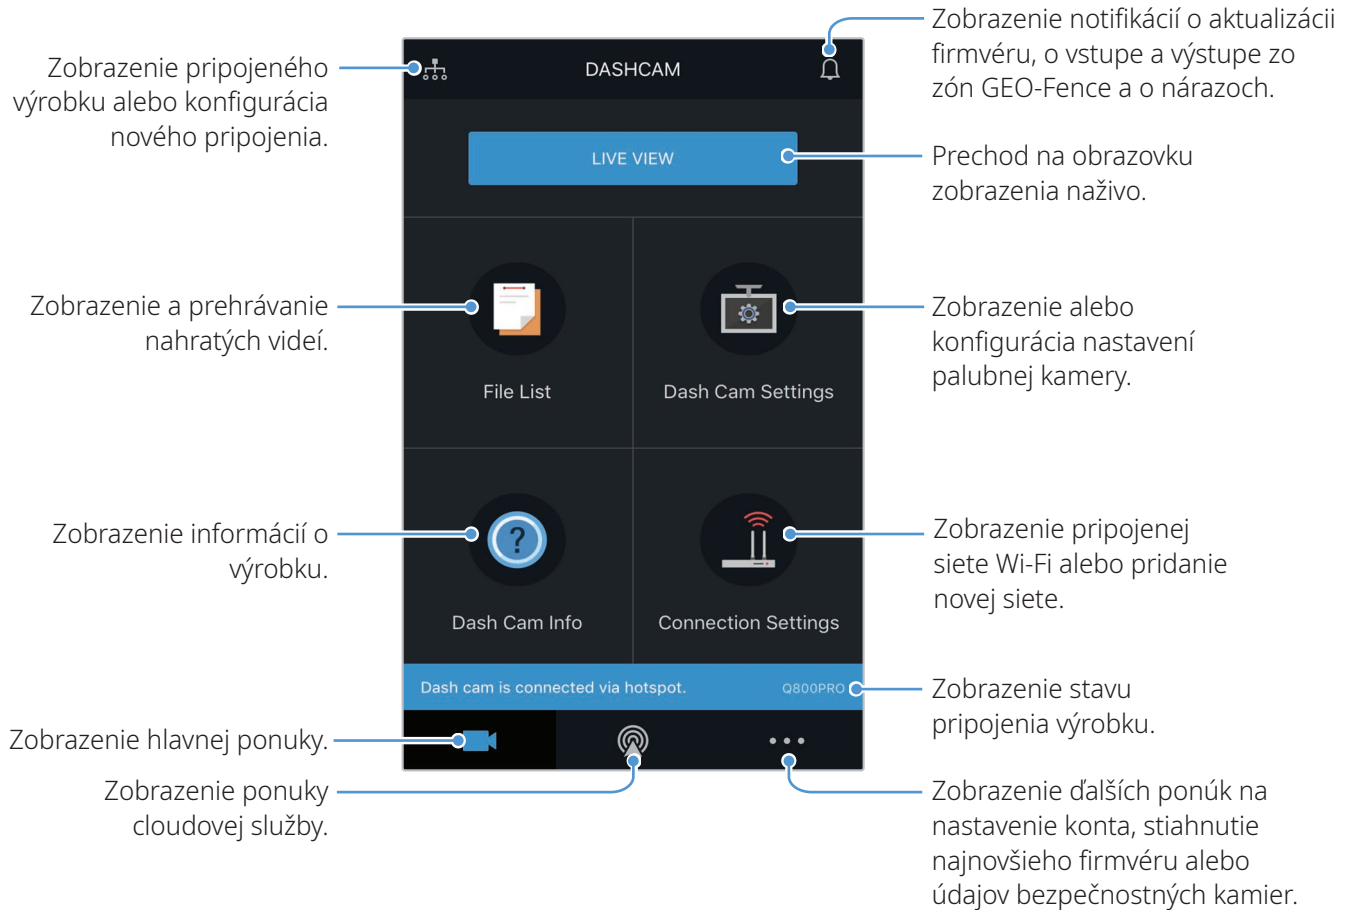 Zobrazenie notifikácií o aktualizácii
firmvéru, o vstupe a výstupe zo
zón GEO-Fence a o nárazoch.
Zobrazenie pripojeného
výrobku alebo konfigurácia
nového pripojenia.
DASHCAM
LIVE VIEW
Prechod na obrazovku
zobrazenia naživo.
Zobrazenie a prehrávanie
nahratých videí.
File List
Dash Cam Settings
Zobrazenie alebo
konfigurácia nastavení
palubnej kamery.
Zobrazenie informácií o
výrobku.
?
Dash Cam Info
Connection Settings
Zobrazenie pripojenej
siete Wi-Fi alebo pridanie
novej siete.
Dash cam is connected via hotspot.
Q800PRO
Zobrazenie stavu
pripojenia výrobku.
Zobrazenie hlavnej ponuky.
Zobrazenie ponuky
cloudovej služby.
Zobrazenie ďalších ponúk na
nastavenie konta, stiahnutie
najnovšieho firmvéru alebo
údajov bezpečnostných kamier.